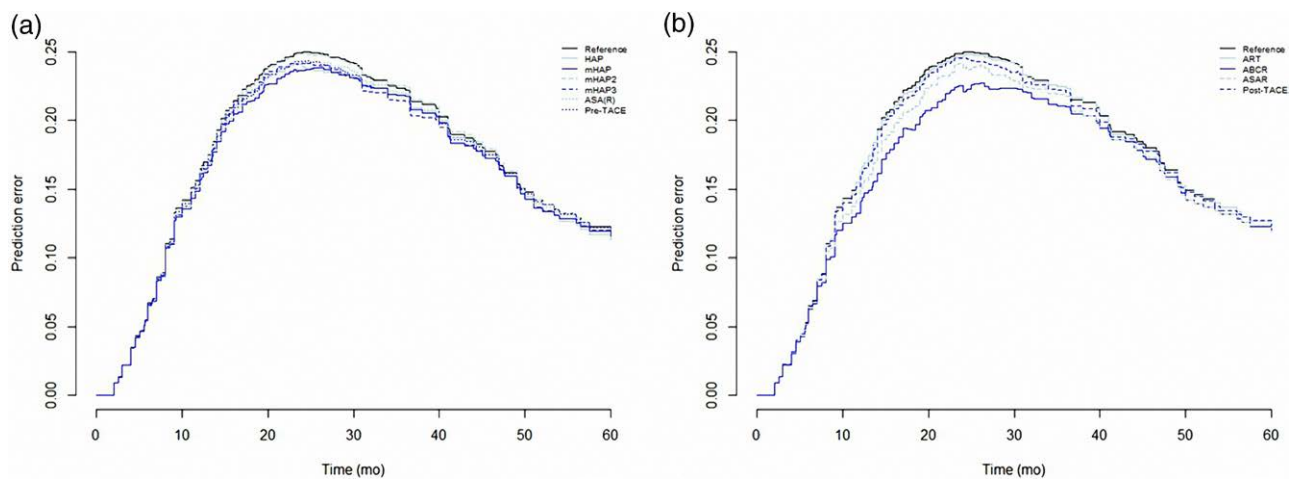 (a)
0.25
0.20
0.15
0.10
0.05
0.00
Prediction error
0 10 20 30 40 50 60
Time (mo)
Reference
HAP
mHAP
mHAP2
mHAP3
ASA(R)
Pre-TACE
(b)
0.25
0.20
0.15
0.10
0.05
0.00
Prediction error
0 10 20 30 40 50 60
Time (mo)
Reference
ART
ABCR
ASAR
Post-TACE